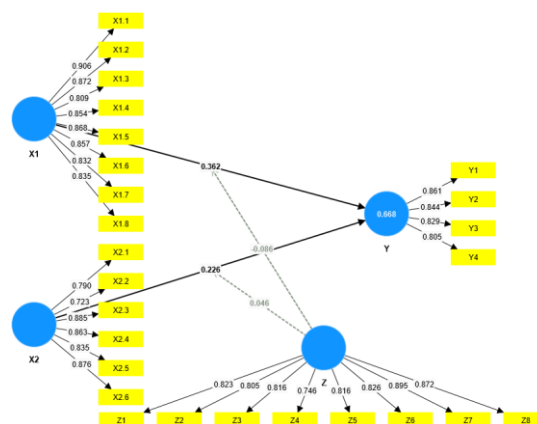 X1.1
X1.2
X1.3
X1.4
X1.5
X1.6
X1.7
X1.8
0.906
0.872
0.809
0.854
0.868
0.857
0.832
0.835
X1
0.362
X2.1
X2.2
X2.3
X2.4
X2.5
X2.6
0.790
0.723
0.885
0.863
0.835
0.876
X2
0.226
-0.086
0.046
0.668
Y
0.861
0.844
0.829
0.805
Y1
Y2
Y3
Y4
Z
0.823
0.805
0.816
0.746
0.816
0.826
0.895
0.872
Z1
Z2
Z3
Z4
Z5
Z6
Z7
Z8